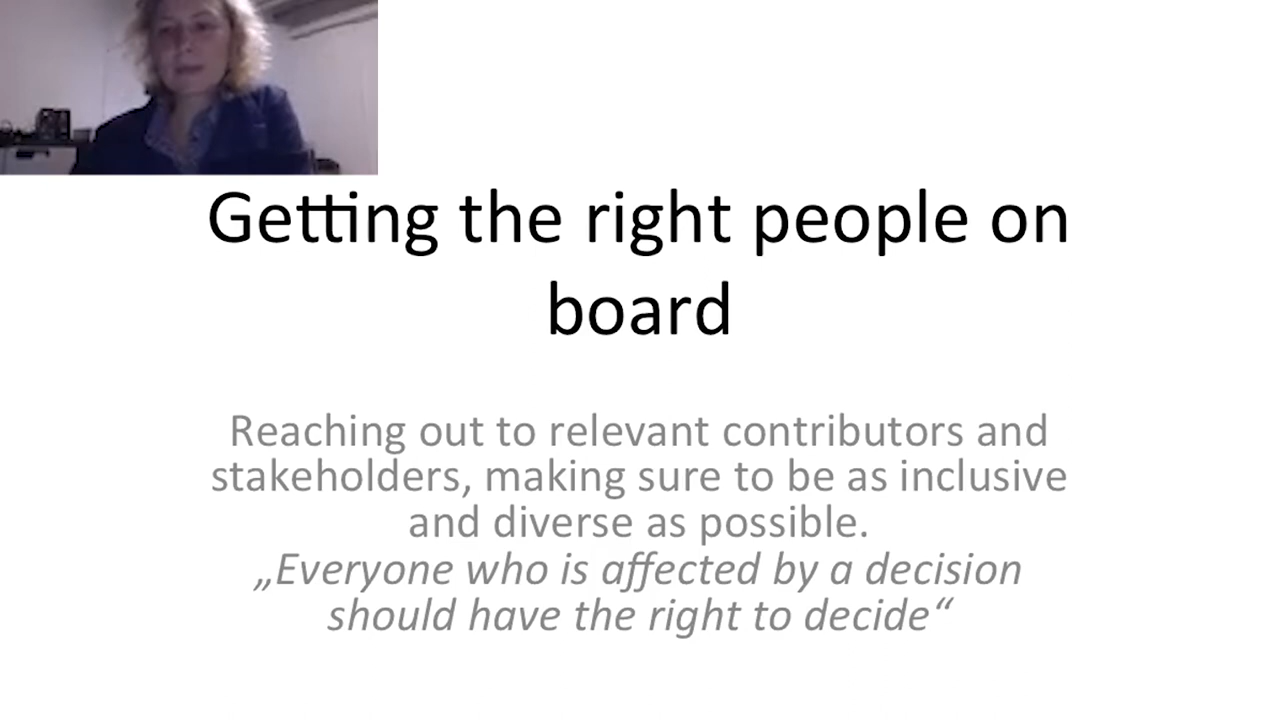 Getting the right people on
board
Reaching out to relevant contributors and
stakeholders, making sure to be as inclusive
and diverse as possible.
„Everyone who is affected by a decision
should have the right to decide“